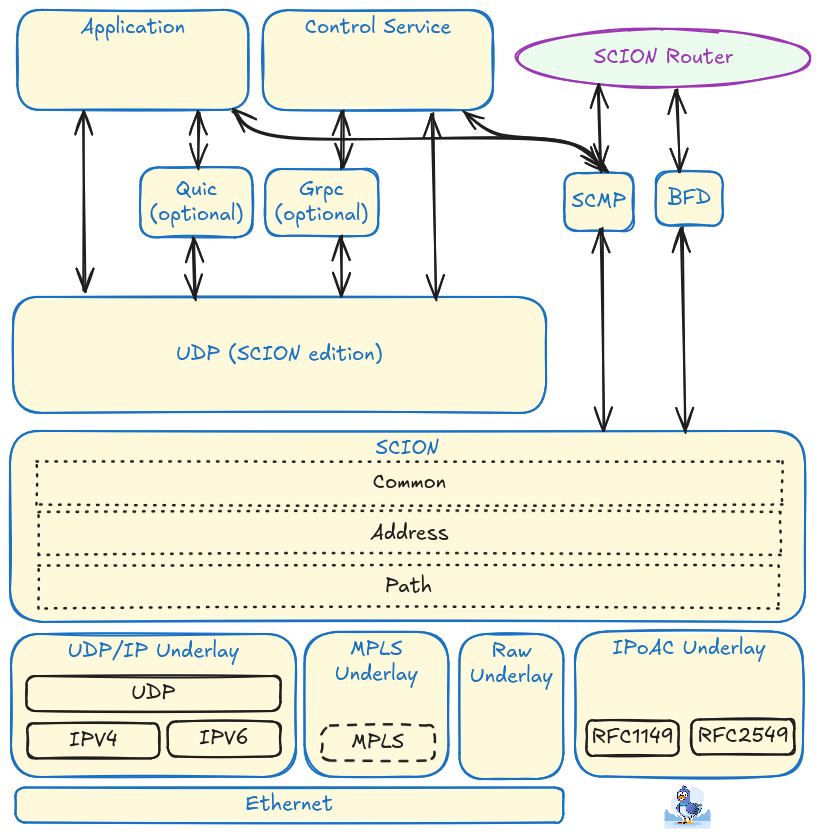 Application
Control Service
SCION Router
Quic
(optional)
Grpc
(optional)
SCMP
BFD
UDP (SCION edition)
SCION
Common
Address
Path
UDP/IP Underlay
UDP
IPV4
IPV6
MPLS
Underlay
MPLS
Raw
Underlay
IPoAC Underlay
RFC1149
RFC2549
Ethernet